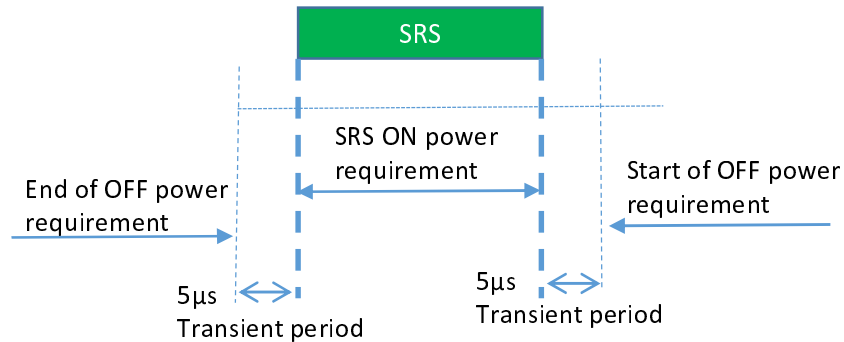 SRS
SRS ON power
requirement
End of OFF power
requirement
Start of OFF power
requirement
5µs
Transient period
5µs
Transient period